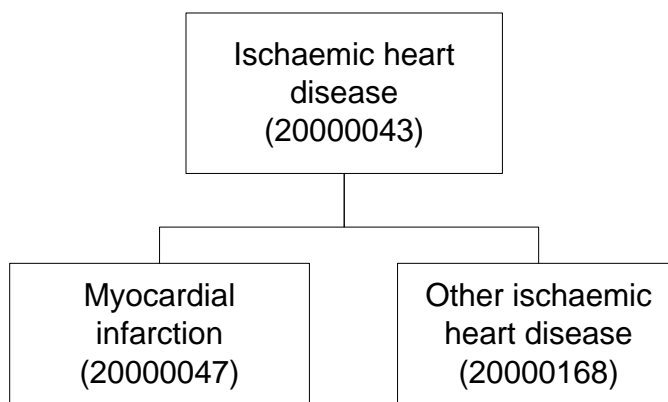 Ischaemic heart
disease
(20000043)
Myocardial
infarction
(20000047)
Other ischaemic
heart disease
(20000168)